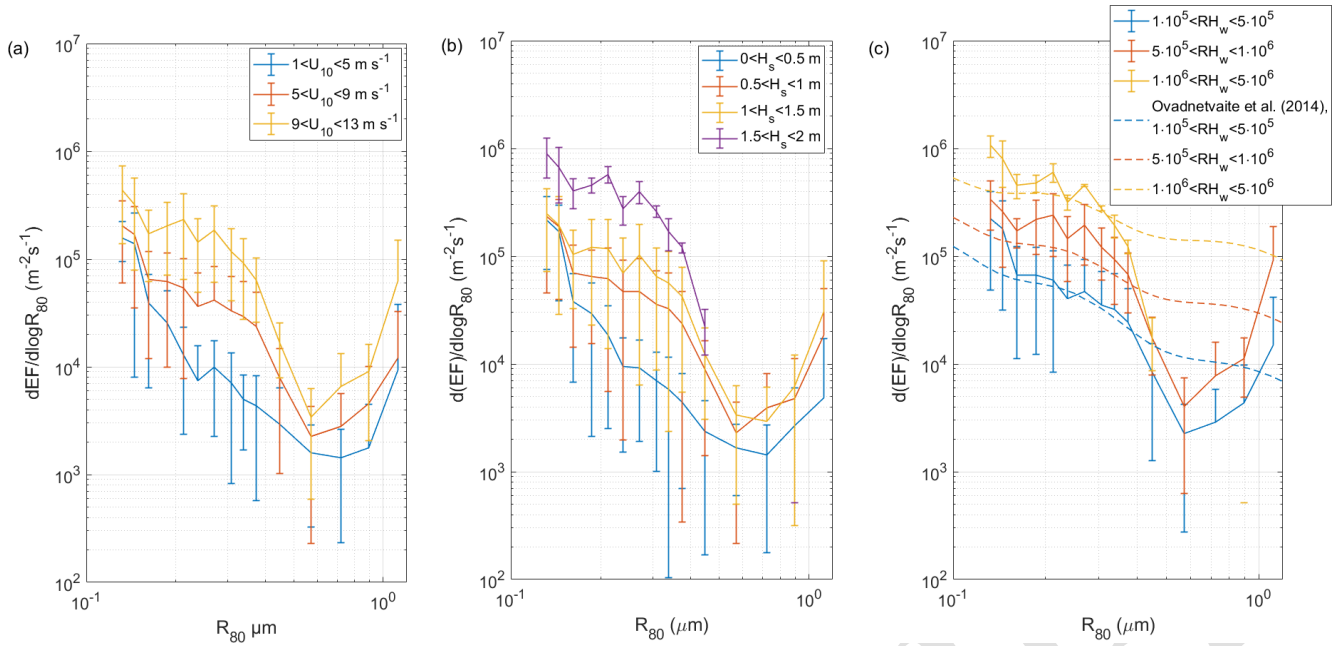 (a)
10^7
10^6
10^5
10^4
10^3
10^2
10^-1
10^0
dEF/dlogR_80 (m^-2s^-1)
R_80 µm
1<U_10<5 m s^-1
5<U_10<9 m s^-1
9<U_10<13 m s^-1
(b)
10^7
10^6
10^5
10^4
10^3
10^2
10^-1
10^0
d(EF)/dlogR_80 (m^-2s^-1)
R_80 (μm)
0<H_s<0.5 m
0.5<H_s<1 m
1<H_s<1.5 m
1.5<H_s<2 m
(c)
10^7
10^6
10^5
10^4
10^3
10^2
10^-1
10^0
d(EF)/dlogR_80 (m^-2s^-1)
R_80 (μm)
1·10^5<RH_w<5·10^5
5·10^5<RH_w<1·10^6
1·10^6<RH_w<5·10^6
Ovadnetvaite et al. (2014),
1·10^5<RH_w<5·10^5
5·10^5<RH_w<1·10^6
1·10^6<RH_w<5·10^6